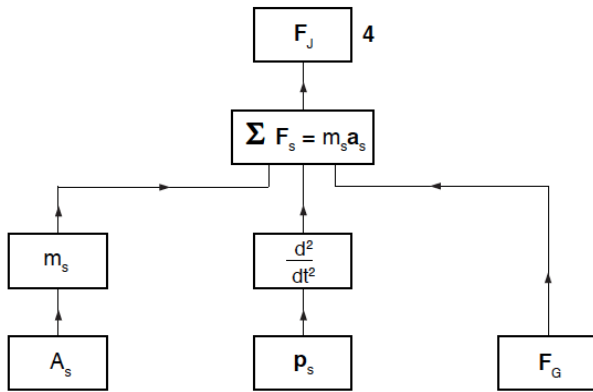 F_J 4
Σ F_s = m_s a_s
m_s d²/dt²
A_s p_s F_G